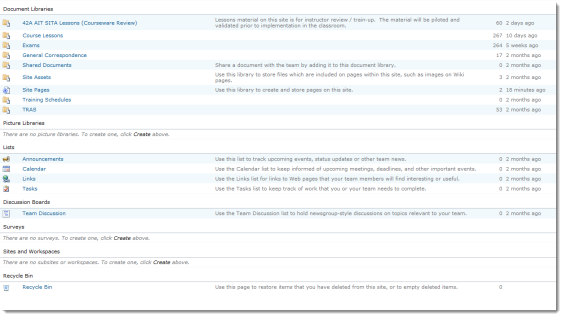 Document Libraries
42A AIT SITA Lessons (Courseware Review) Lessons material on this site is for instructor review / train-up. The material will be piloted and 60 2 days ago
validated prior to implementation in the classroom.
Course Lessons 267 10 days ago
Exams 264 3 weeks ago
General Correspondence 17 2 months ago
Shared Documents Share a document with the team by adding it to this document library. 0 2 months ago
Site Assets Use this library to store files which are included on pages within this site, such as images on Wiki 3 2 months ago
pages.
Site Pages Use this library to create and store pages on this site. 2 18 minutes ago
Training Schedules 0 2 months ago
TRAS 53 2 months ago
Picture Libraries
There are no picture libraries. To create one, click Create above.
Lists
Announcements Use this list to track upcoming events, status updates or other team news. 0 2 months ago
Calendar Use the Calendar list to keep informed of upcoming meetings, deadlines, and other important events. 0 2 months ago
Links Use the Links list for links to Web pages that your team members will find interesting or useful. 0 2 months ago
Tasks Use the Tasks list to keep track of work that you or your team needs to complete. 0 2 months ago
Discussion Boards
Team Discussion Use the Team Discussion list to hold newsgroup-style discussions on topics relevant to your team. 0 2 months ago
Surveys
There are no surveys. To create one, click Create above.
Sites and Workspaces
There are no subsites or workspaces. To create one, click Create above.
Recycle Bin
Recycle Bin Use this page to restore items that you have deleted from this site, or to empty deleted items. 0